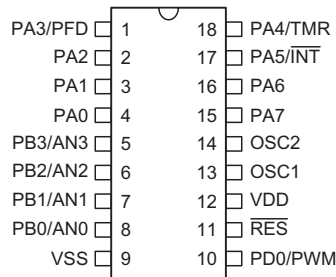 PA3/PFD 1 18 PA4/TMR
PA2 2 17 PA5/I̅N̅T̅
PA1 3 16 PA6
PA0 4 15 PA7
PB3/AN3 5 14 OSC2
PB2/AN2 6 13 OSC1
PB1/AN1 7 12 VDD
PB0/AN0 8 11 R̅E̅S̅
VSS 9 10 PD0/PWM